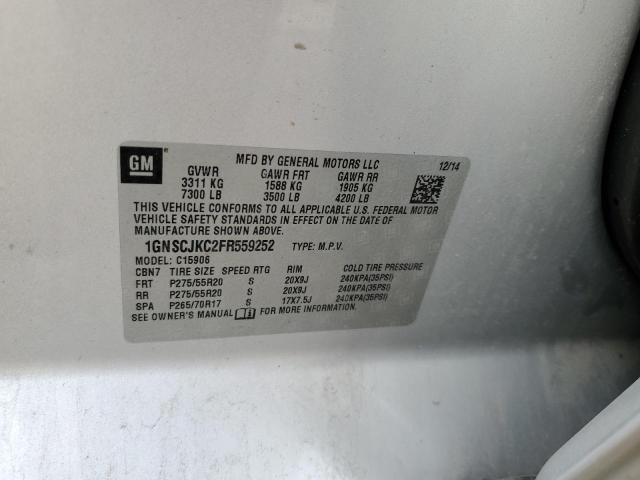 GM
MFD BY GENERAL MOTORS LLC 12/14
GVWR GAWR FRT GAWR RR
3311 KG 1588 KG 1905 KG
7300 LB 3500 LB 4200 LB
THIS VEHICLE CONFORMS TO ALL APPLICABLE U.S. FEDERAL MOTOR
VEHICLE SAFETY STANDARDS IN EFFECT ON THE DATE OF
MANUFACTURE SHOWN ABOVE.
1GNSCJKC2FR559252 TYPE: M.P.V.
MODEL: C15906
CBN7 TIRE SIZE SPEED RTG RIM COLD TIRE PRESSURE
FRT P275/55R20 S 20X9J 240KPA(35PSI)
RR P275/55R20 S 20X9J 240KPA(35PSI)
SPA P265/70R17 S 17X7.5J 240KPA(35PSI)
SEE OWNER'S MANUAL FOR MORE INFORMATION.